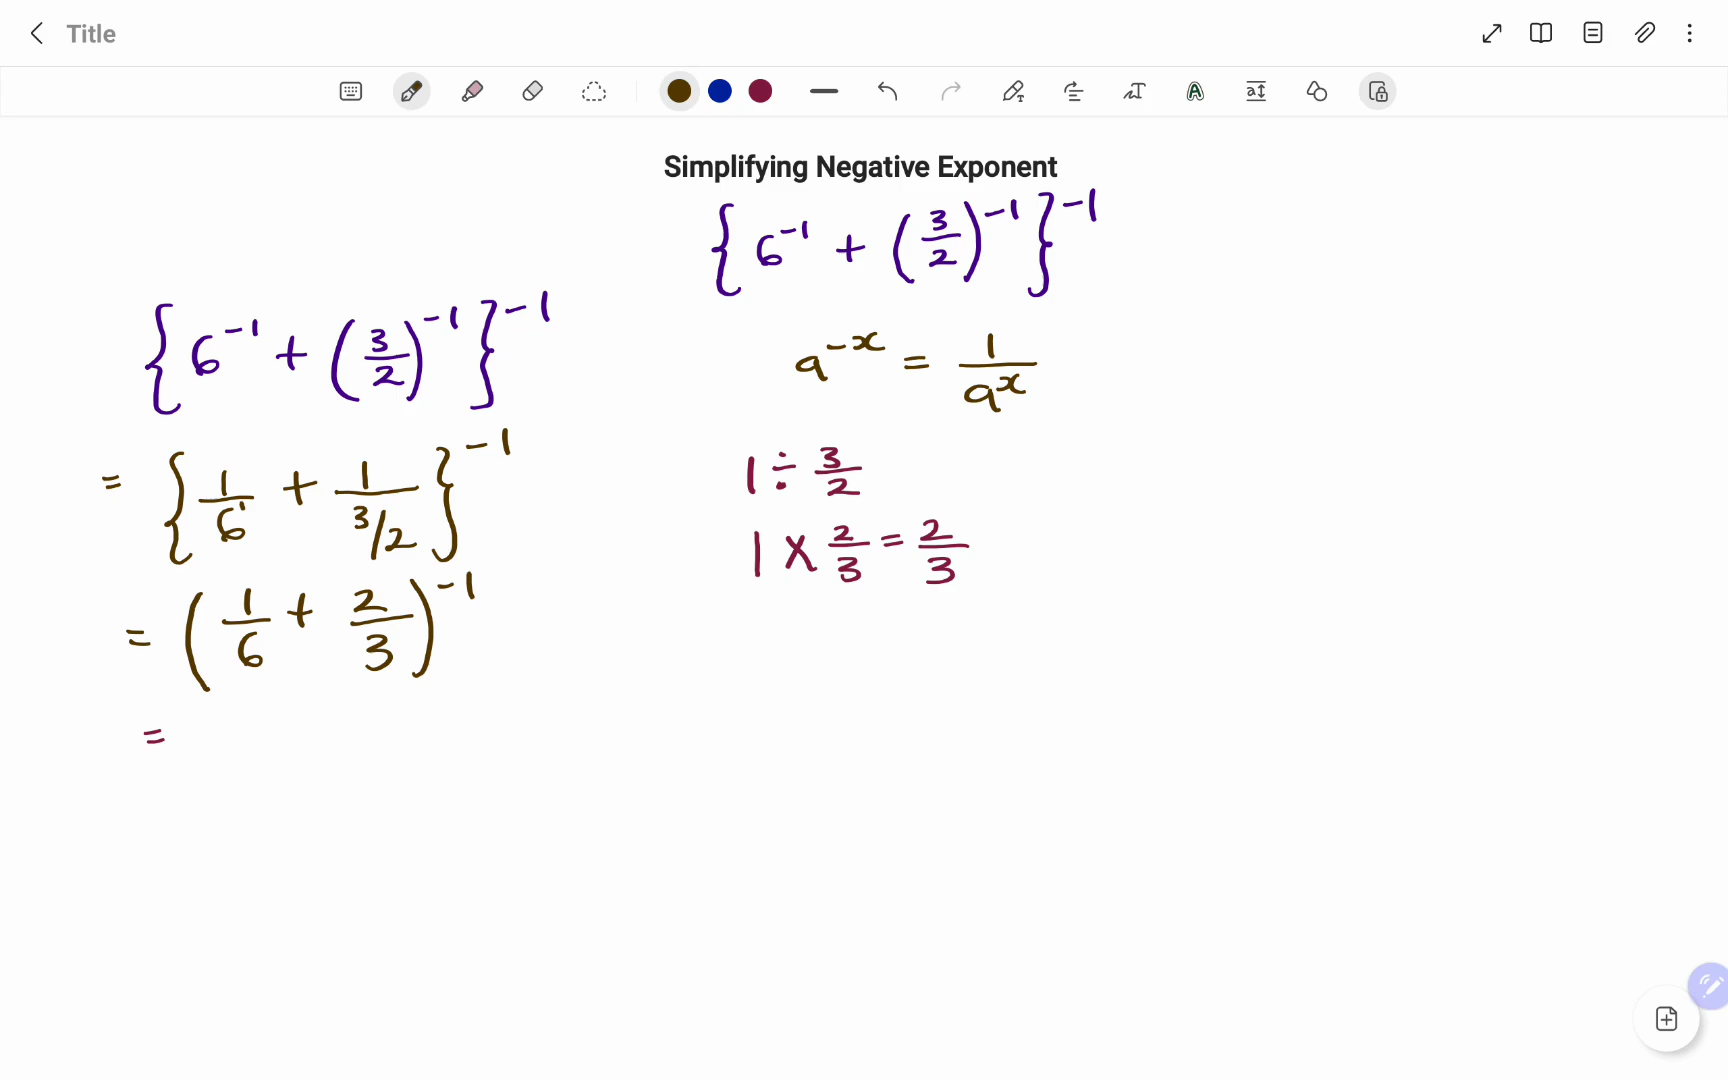 Title
Simplifying Negative Exponent
{6⁻¹ + (3/2)⁻¹}⁻¹
{6⁻¹ + (3/2)⁻¹}⁻¹
a⁻ˣ = 1/aˣ
= {1/6¹ + 1/(3/2)}⁻¹
1 ÷ 3/2
1 × 2/3 = 2/3
= (1/6 + 2/3)⁻¹
=